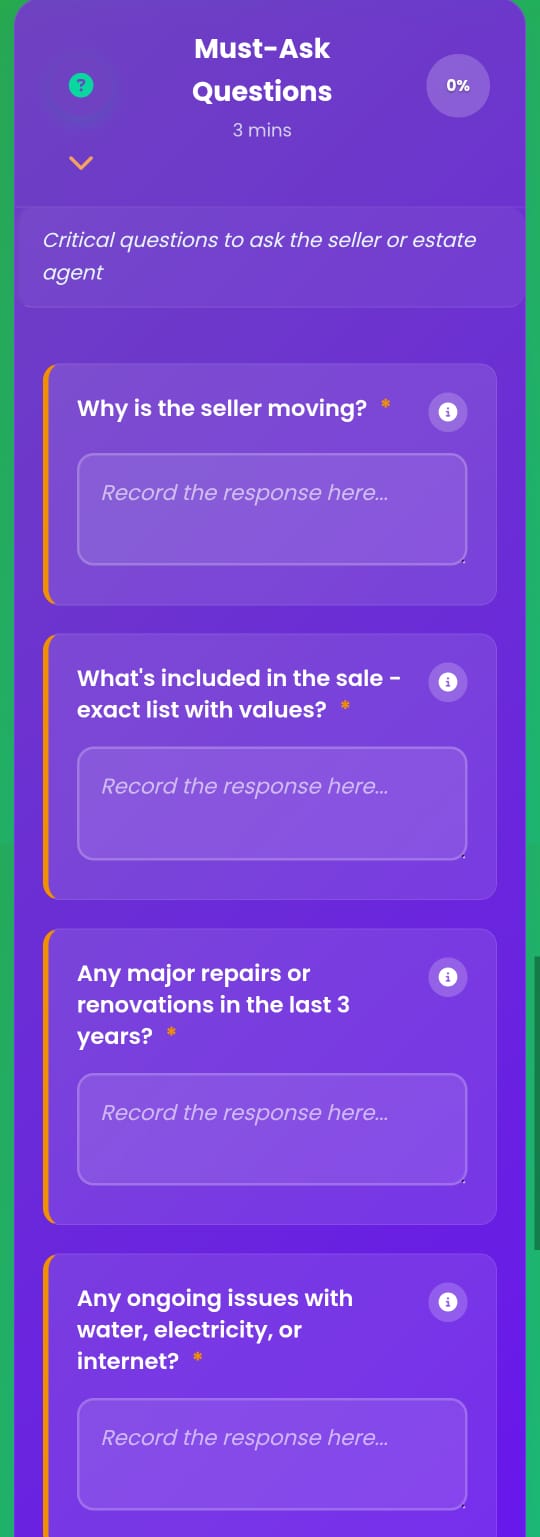 Must-Ask
Questions
3 mins
0%
Critical questions to ask the seller or estate
agent
Why is the seller moving? *
Record the response here...
What's included in the sale -
exact list with values? *
Record the response here...
Any major repairs or
renovations in the last 3
years? *
Record the response here...
Any ongoing issues with
water, electricity, or
internet? *
Record the response here...